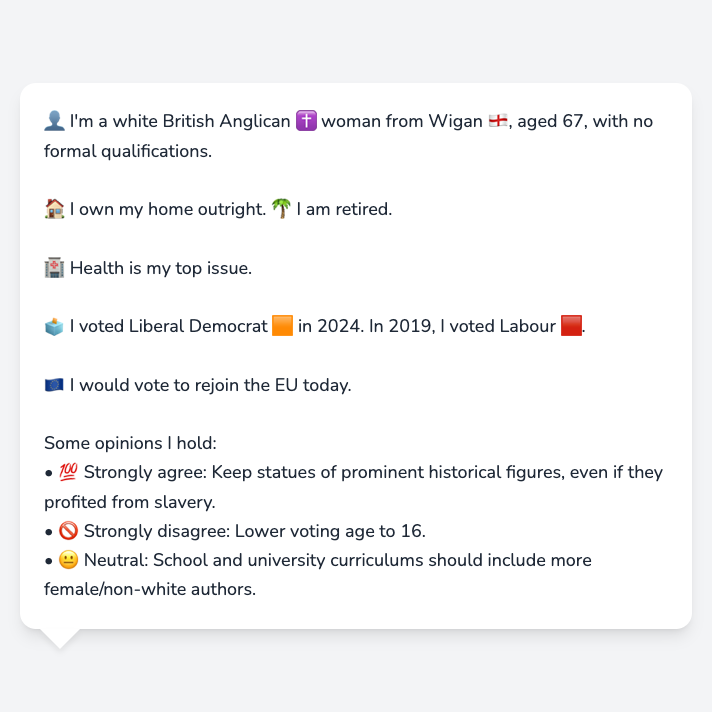 👤 I'm a white British Anglican ✝️ woman from Wigan 🏴󠁧󠁢󠁥󠁮󠁧󠁿, aged 67, with no
formal qualifications.
🏠 I own my home outright. 🌴 I am retired.
🏥 Health is my top issue.
🗳️ I voted Liberal Democrat 🟧 in 2024. In 2019, I voted Labour 🟥.
🇪🇺 I would vote to rejoin the EU today.
Some opinions I hold:
• 💯 Strongly agree: Keep statues of prominent historical figures, even if they
profited from slavery.
• 🚫 Strongly disagree: Lower voting age to 16.
• 😐 Neutral: School and university curriculums should include more
female/non-white authors.